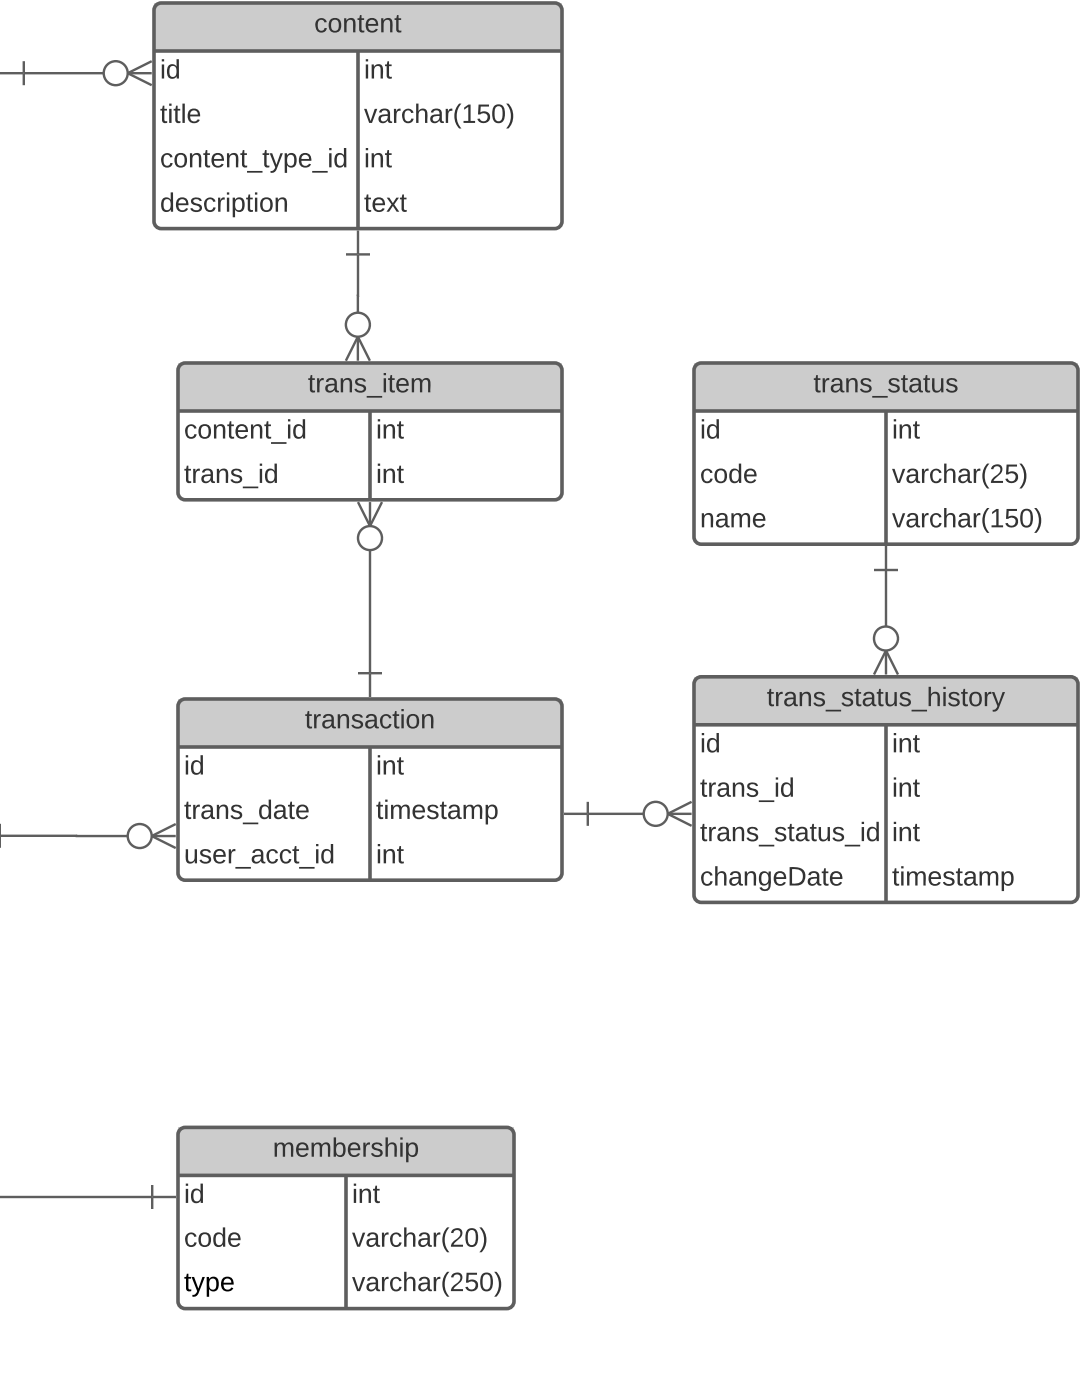 content
id int
title varchar(150)
content_type_id int
description text
trans_item
content_id int
trans_id int
trans_status
id int
code varchar(25)
name varchar(150)
transaction
id int
trans_date timestamp
user_acct_id int
trans_status_history
id int
trans_id int
trans_status_id int
changeDate timestamp
membership
id int
code varchar(20)
type varchar(250)